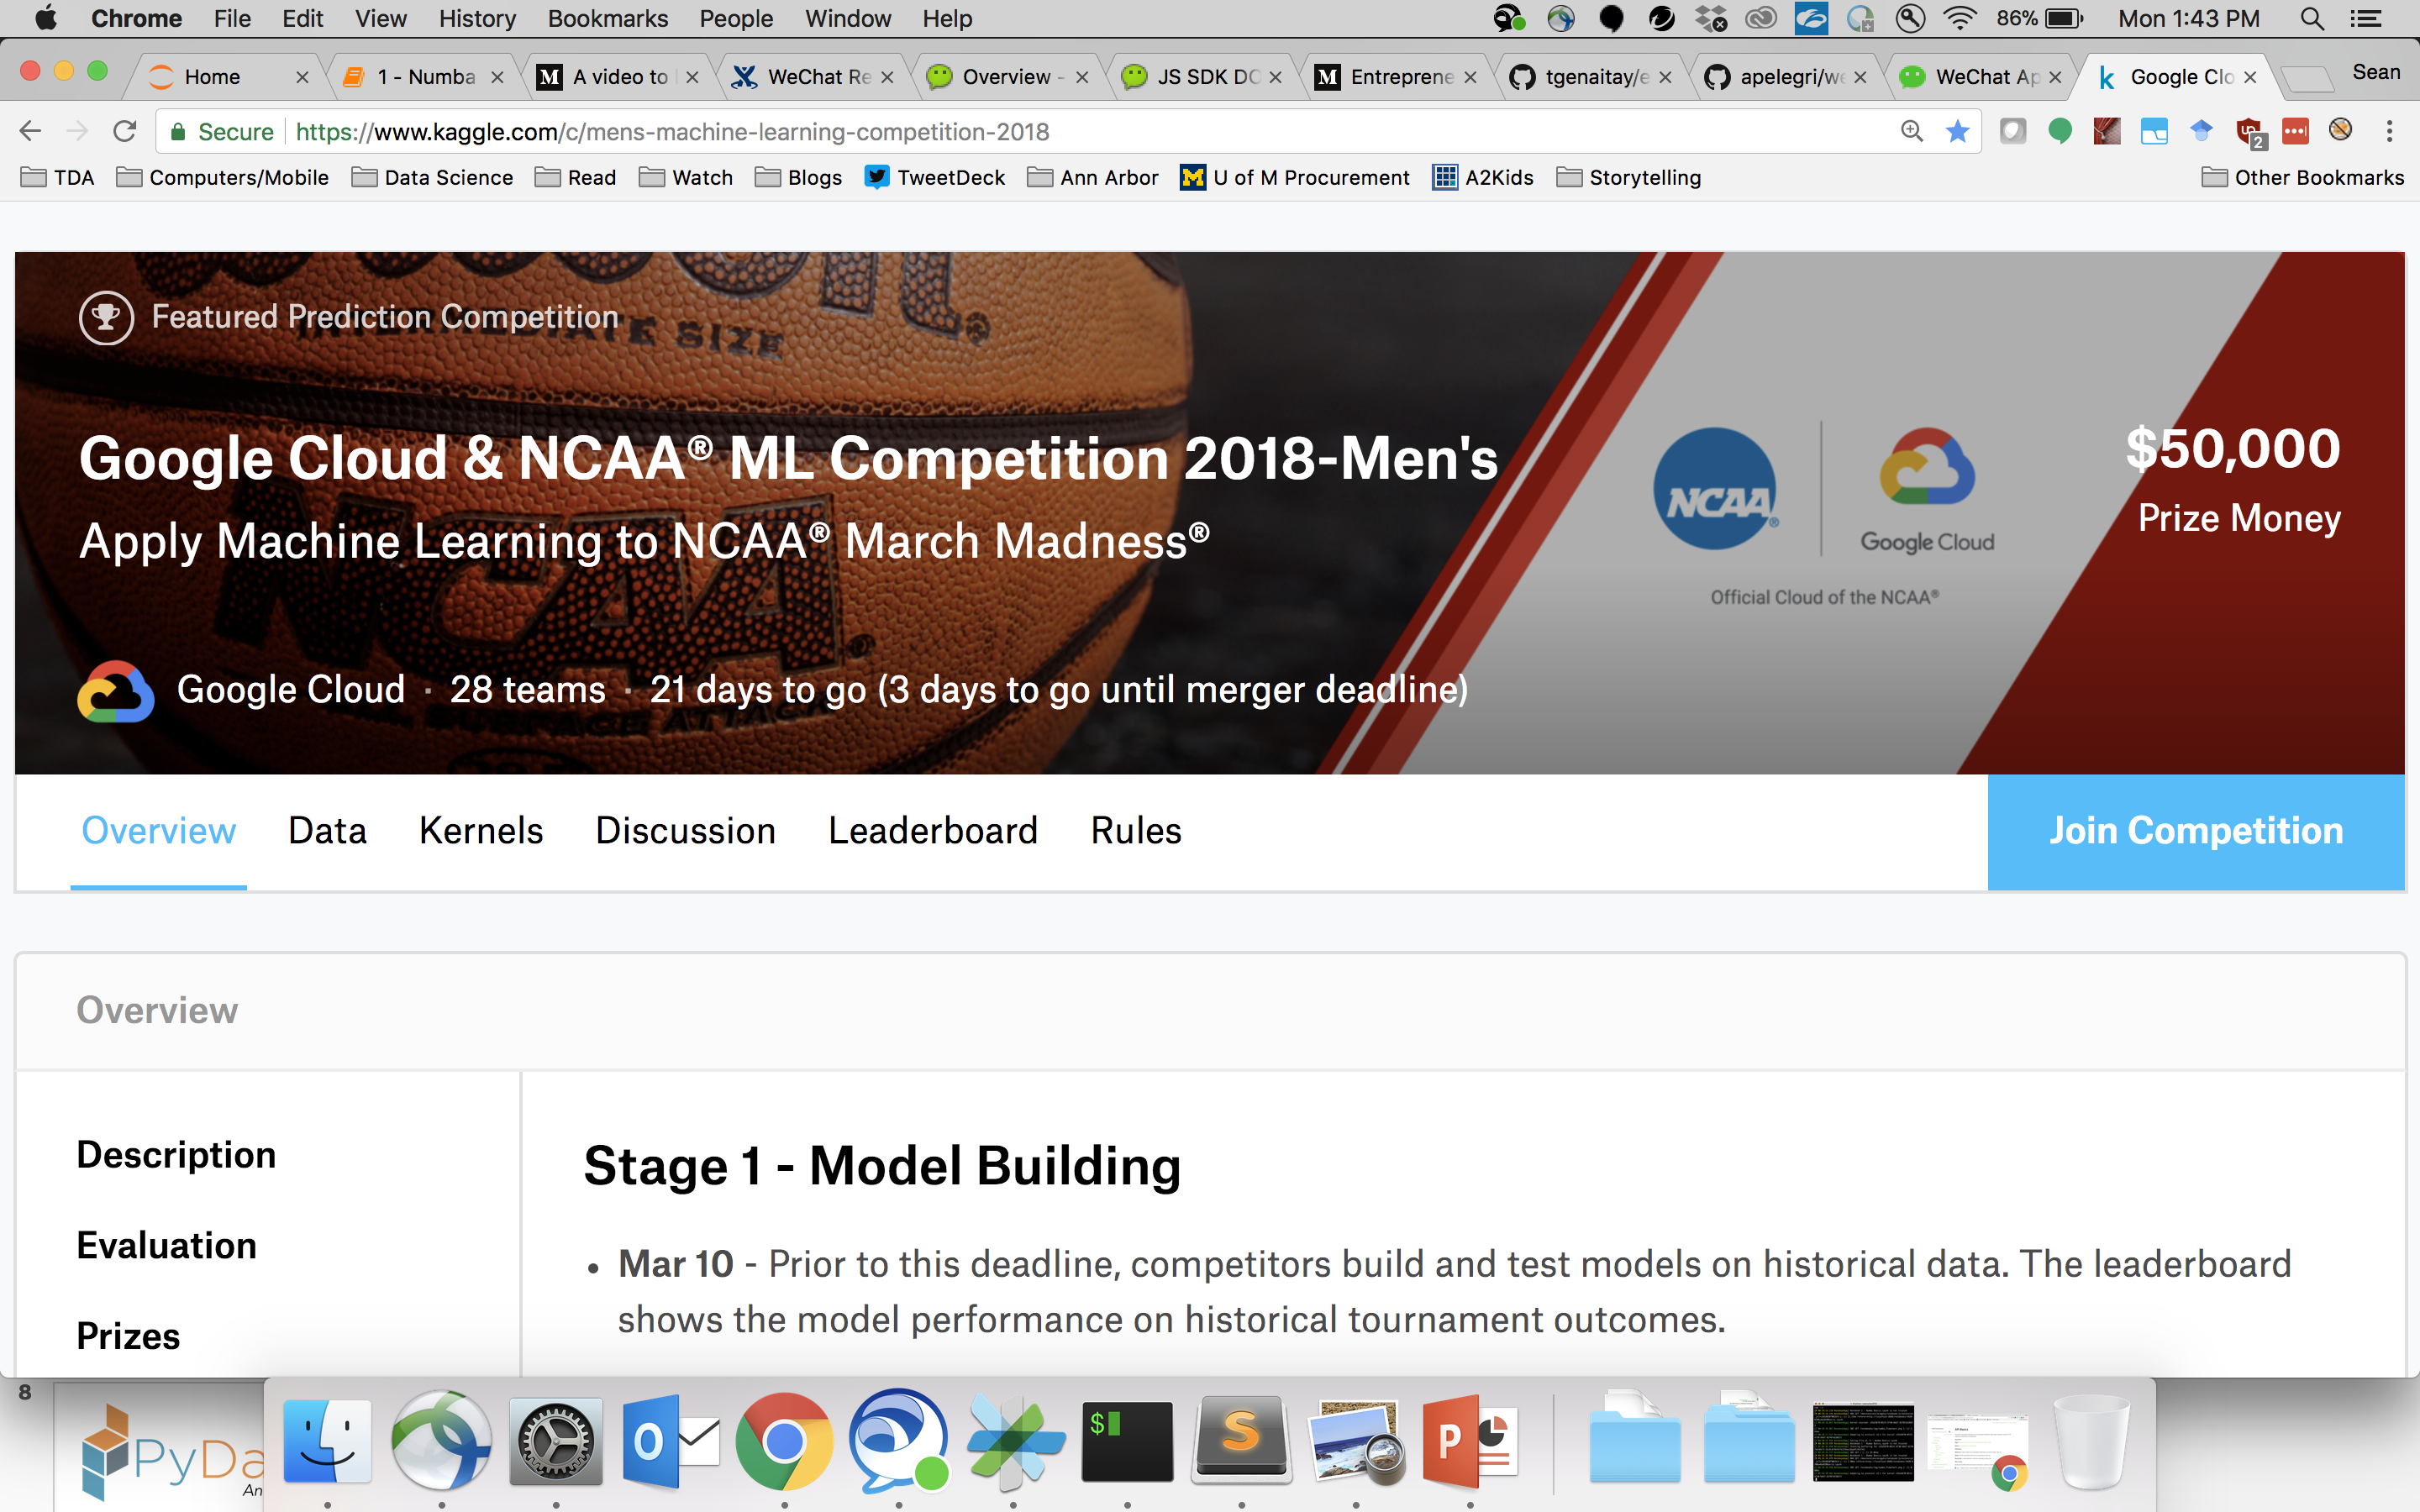 Chrome File Edit View History Bookmarks People Window Help 86% Mon 1:43 PM
Home 1 - Numba A video to WeChat Re Overview - JS SDK DO Entreprene tgenaitay/e apelegri/we WeChat Ap Google Clo Sean
Secure https://www.kaggle.com/c/mens-machine-learning-competition-2018 2
TDA Computers/Mobile Data Science Read Watch Blogs TweetDeck Ann Arbor U of M Procurement A2Kids Storytelling Other Bookmarks
Featured Prediction Competition
INTERMEDIATE SIZE
Google Cloud & NCAA® ML Competition 2018-Men's
Apply Machine Learning to NCAA® March Madness®
NCAA
NCAA®
Google Cloud
Official Cloud of the NCAA®
$50,000
Prize Money
Google Cloud · 28 teams · 21 days to go (3 days to go until merger deadline)
Overview Data Kernels Discussion Leaderboard Rules Join Competition
Overview
Description
Evaluation
Prizes
Stage 1 - Model Building
• Mar 10 - Prior to this deadline, competitors build and test models on historical data. The leaderboard
shows the model performance on historical tournament outcomes.
8
PyDa
An